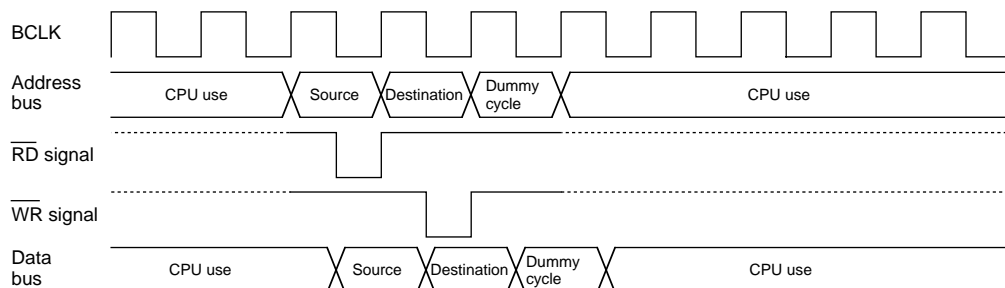 BCLK
Address
bus
CPU use
Source
Destination
Dummy
cycle
CPU use
RD signal
WR signal
Data
bus
CPU use
Source
Destination
Dummy
cycle
CPU use